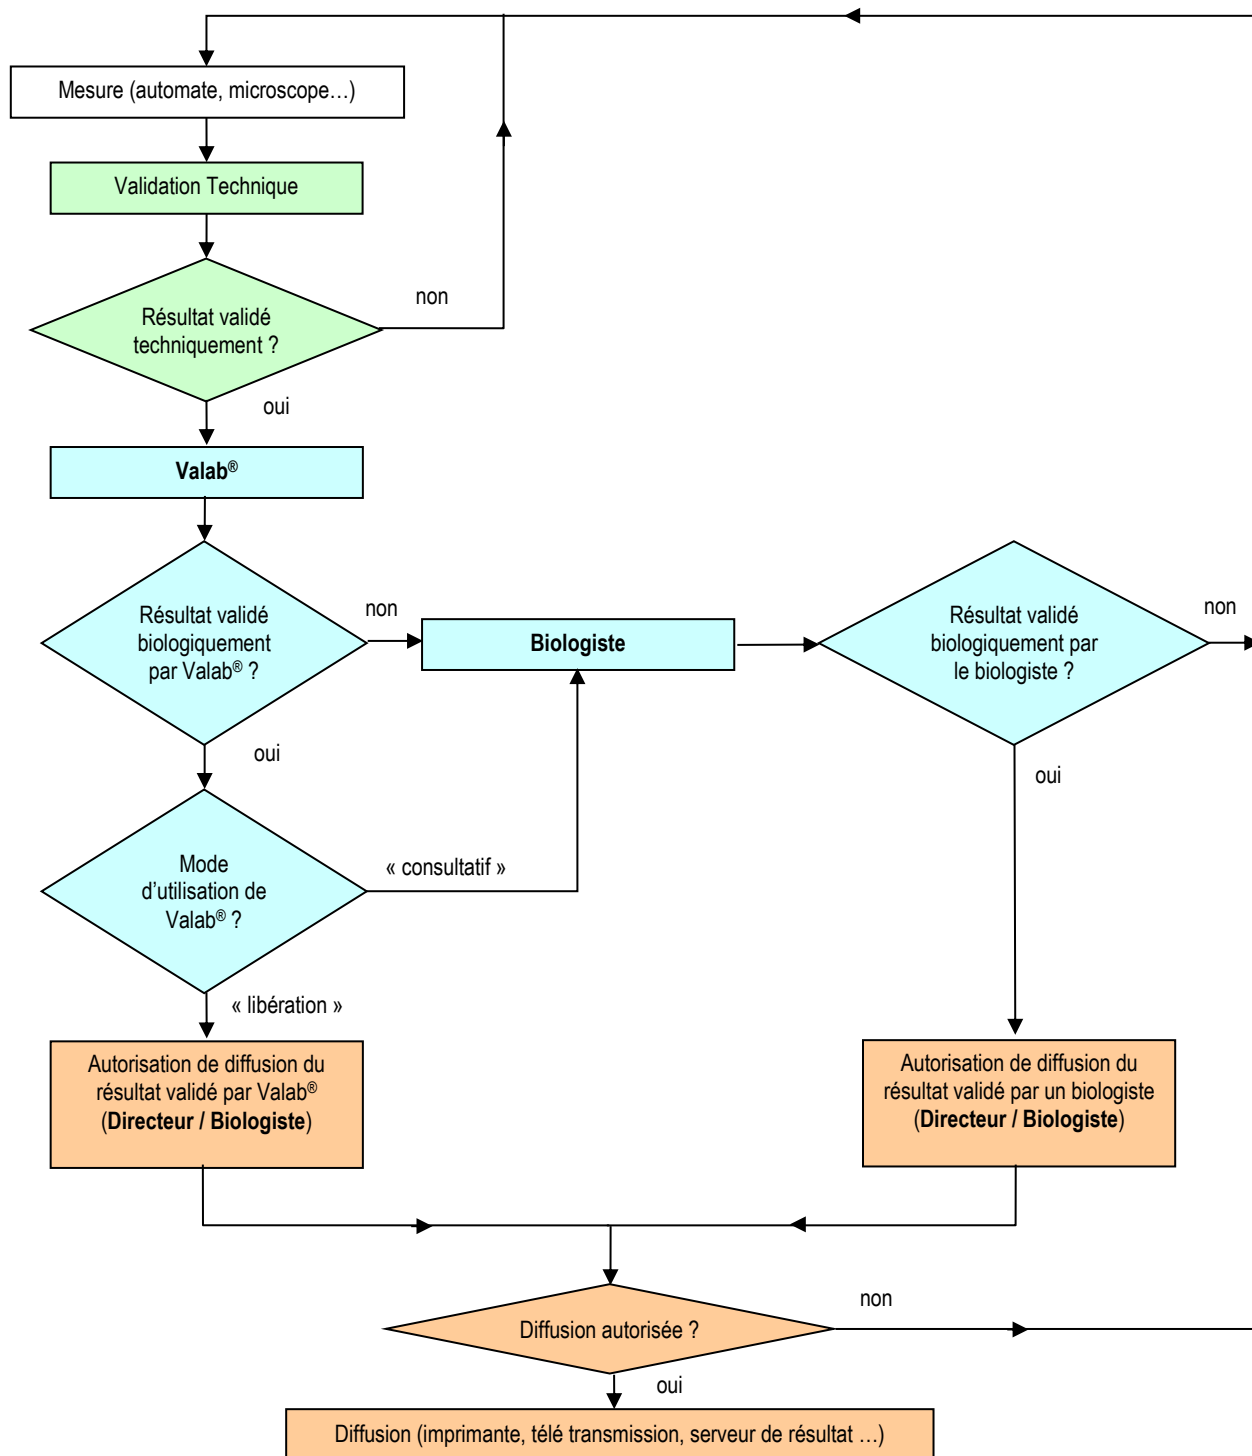 Mesure (automate, microscope…)
Validation Technique
Résultat validé
techniquement ?
non
oui
Valab®
Résultat validé
biologiquement
par Valab® ?
non
Biologiste
Résultat validé
biologiquement par
le biologiste ?
non
oui
oui
Mode
d’utilisation de
Valab® ?
« consultatif »
« libération »
Autorisation de diffusion du
résultat validé par Valab®
(Directeur / Biologiste)
Autorisation de diffusion du
résultat validé par un biologiste
(Directeur / Biologiste)
Diffusion autorisée ?
non
oui
Diffusion (imprimante, télé transmission, serveur de résultat …)